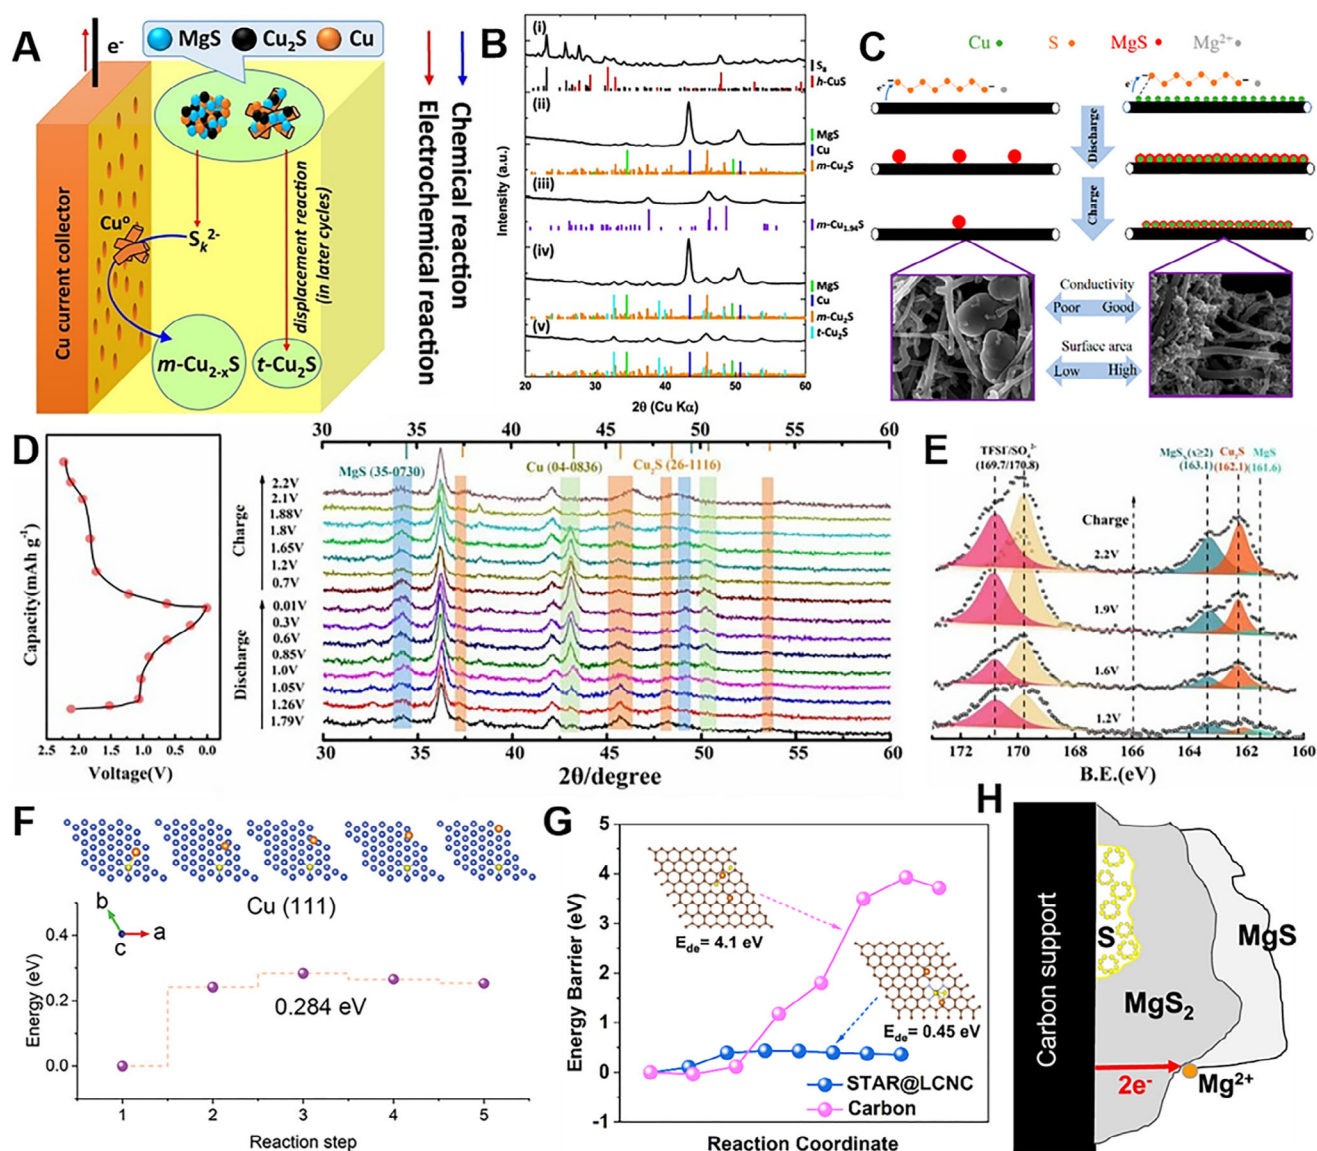 A
e-
MgS Cu2S Cu
Cu current collector
Cu⁰
Sk2-
displacement reaction
(in later cycles)
m-Cu2-xS
t-Cu2S
Electrochemical reaction
Chemical reaction
B
Intensity (a.u.)
(i)
S8
h-CuS
(ii)
MgS
Cu
m-Cu2S
(iii)
m-Cu1.94S
(iv)
MgS
Cu
m-Cu2S
t-Cu2S
(v)
20 30 40 50 60
2θ (Cu Kα)
C
Cu S MgS Mg2+
e-
Discharge
Charge
Conductivity
Poor Good
Surface area
Low High
D
Capacity(mAh g-1)
2.5 2.0 1.5 1.0 0.5 0.0
Voltage(V)
30 35 40 45 50 55 60
MgS (35-0730) Cu (04-0836) Cu2S (26-1116)
Charge
2.2V
2.1V
1.88V
1.8V
1.65V
1.2V
0.7V
Discharge
0.01V
0.3V
0.6V
0.85V
1.0V
1.05V
1.26V
1.79V
30 35 40 45 50 55 60
2θ/degree
E
TFSI-/SO42-
(169.7/170.8)
MgSx(x≥2)
(163.1)
Cu2S
(162.1)
MgS
(161.6)
Charge
2.2V
1.9V
1.6V
1.2V
172 170 168 166 164 162 160
B.E.(eV)
F
b
c
a
Cu (111)
0.284 eV
Energy (eV)
0.4
0.2
0.0
1 2 3 4 5
Reaction step
G
Energy Barrier (eV)
5
4
3
2
1
0
-1
Ede= 4.1 eV
Ede= 0.45 eV
STAR@LCNC
Carbon
Reaction Coordinate
H
Carbon support
S
MgS2
MgS
2e-
Mg2+